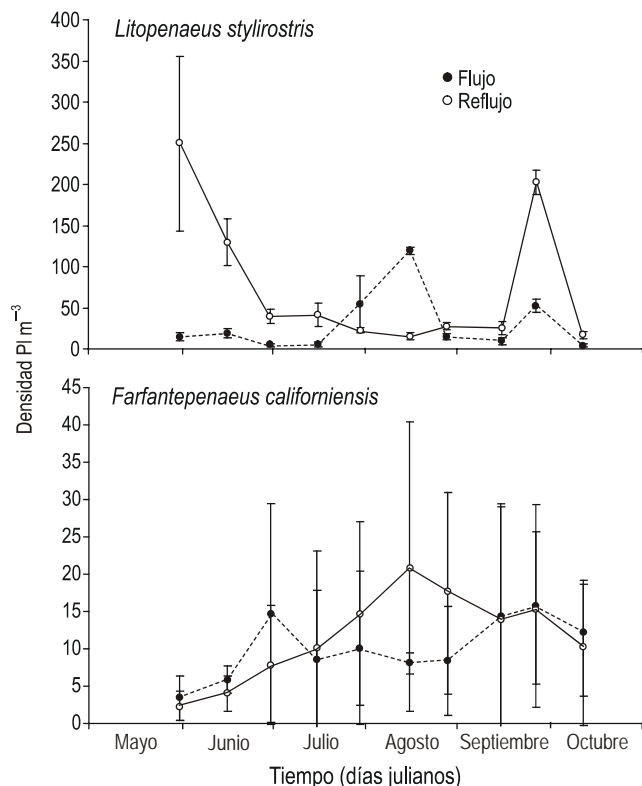 Litopenaeus stylirostris
Flujo
Reflujo
400
350
300
250
200
150
100
50
0
Densidad Pl m⁻³
Farfantepenaeus californiensis
45
40
35
30
25
20
15
10
5
0
Mayo Junio Julio Agosto Septiembre Octubre
Tiempo (días julianos)